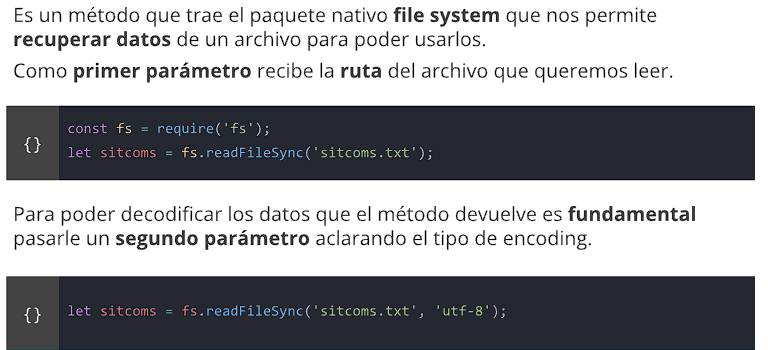 Es un método que trae el paquete nativo file system que nos permite
recuperar datos de un archivo para poder usarlos.
Como primer parámetro recibe la ruta del archivo que queremos leer.
{}
const fs = require('fs');
let sitcoms = fs.readFileSync('sitcoms.txt');
Para poder decodificar los datos que el método devuelve es fundamental
pasarle un segundo parámetro aclarando el tipo de encoding.
{}
let sitcoms = fs.readFileSync('sitcoms.txt', 'utf-8');